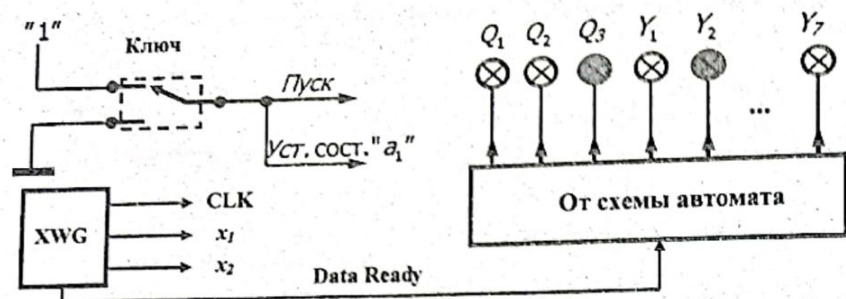 "1"
Ключ
Пуск
Уст. сост. "a₁"
XWG
CLK
x₁
x₂
Data Ready
Q₁ Q₂ Q₃ Y₁ Y₂ Y₇
...
От схемы автомата